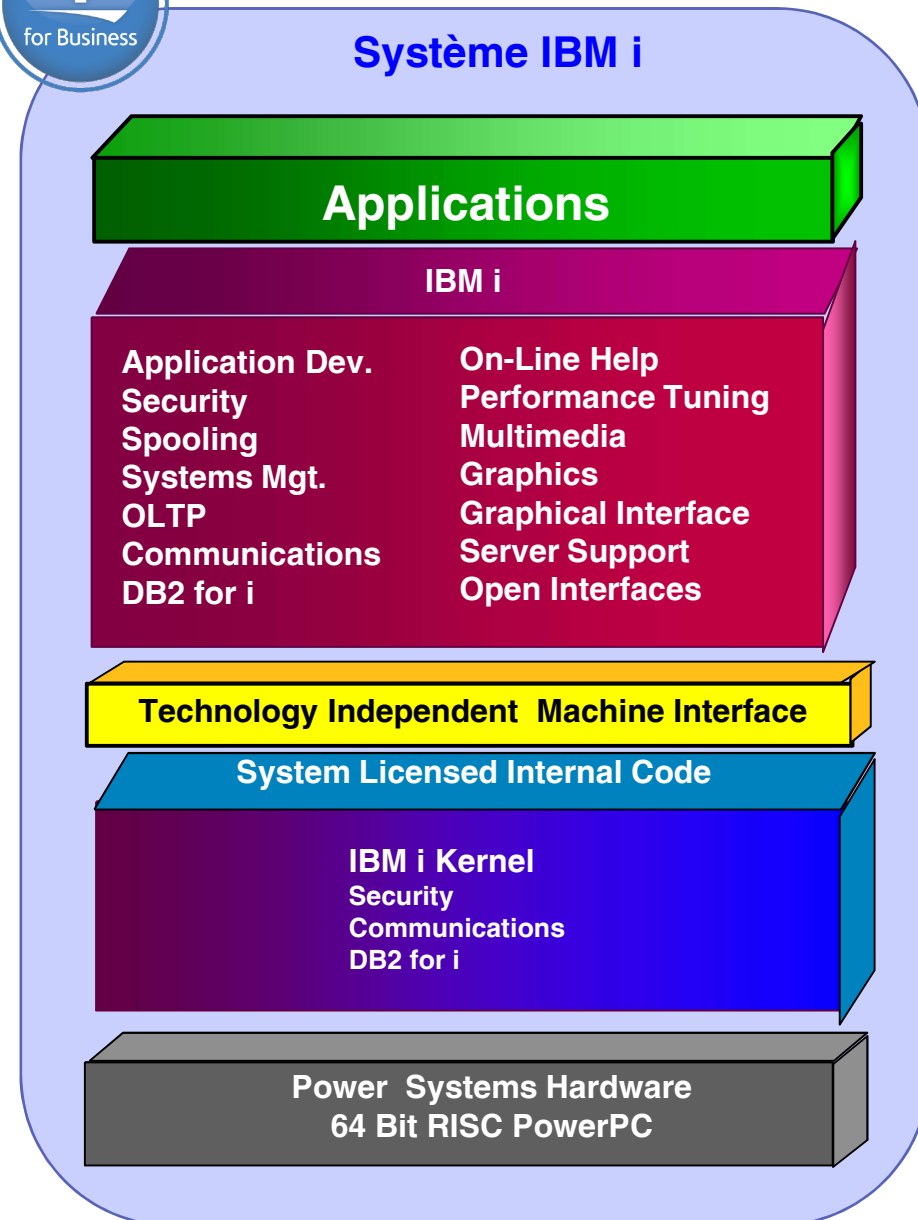 for Business
Système IBM i
Applications
IBM i
Application Dev.
Security
Spooling
Systems Mgt.
OLTP
Communications
DB2 for i
On-Line Help
Performance Tuning
Multimedia
Graphics
Graphical Interface
Server Support
Open Interfaces
Technology Independent Machine Interface
System Licensed Internal Code
IBM i Kernel
Security
Communications
DB2 for i
Power Systems Hardware
64 Bit RISC PowerPC